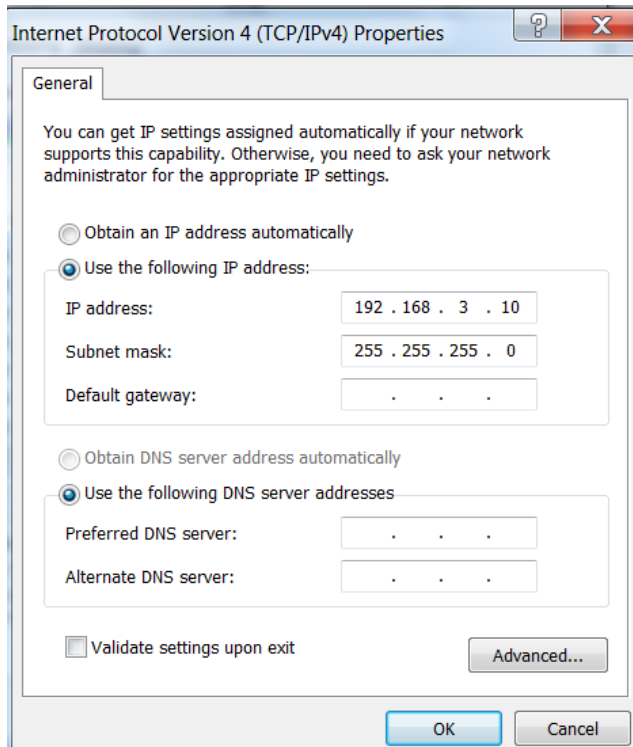 Internet Protocol Version 4 (TCP/IPv4) Properties
?
X
General
You can get IP settings assigned automatically if your network
supports this capability. Otherwise, you need to ask your network
administrator for the appropriate IP settings.
Obtain an IP address automatically
Use the following IP address:
IP address: 192 . 168 . 3 . 10
Subnet mask: 255 . 255 . 255 . 0
Default gateway: . . .
Obtain DNS server address automatically
Use the following DNS server addresses
Preferred DNS server: . . .
Alternate DNS server: . . .
Validate settings upon exit
Advanced...
OK
Cancel